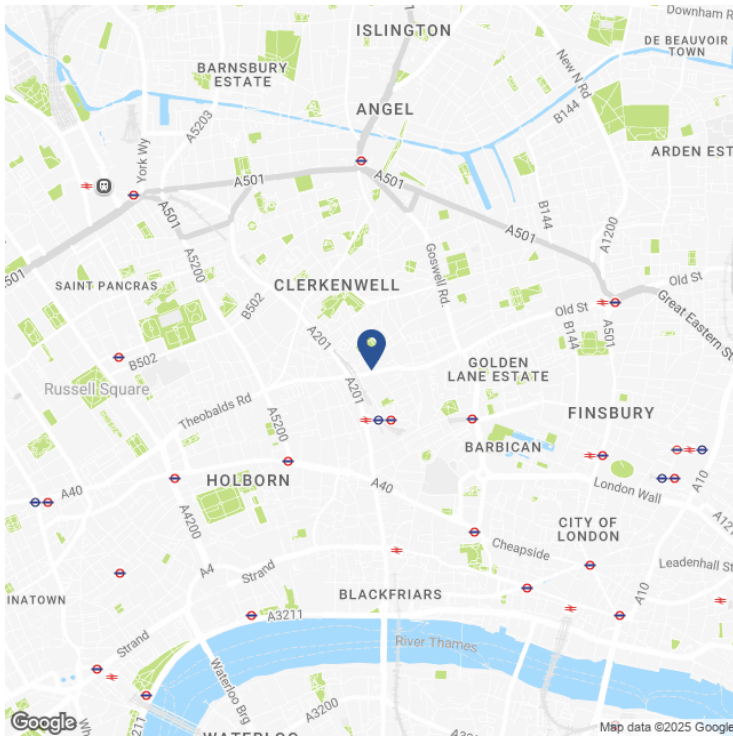 Downham R
ISLINGTON
DE BEAUVOIR
TOWN
BARNSBURY
ESTATE
New N Rd
ANGEL
B144
A5203
York Wy
ARDEN EST
A501
A501
A501
B144
A501
A1200
A5200
Goswell Rd.
501
SAINT PANCRAS
CLERKENWELL
Old St
B502
Great Eastern St
Old St
A201
B144
A501
B502
GOLDEN
LANE ESTATE
Russell Square
A201
Theobalds Rd
FINSBURY
A5200
BARBICAN
A10
HOLBORN
A40
A40
London Wall
A4200
A121
CITY OF
LONDON
Cheapside
Leadenhall St
Strand
A4
A10
INATOWN
BLACKFRIARS
A3211
Strand
River Thames
Waterloo Brg
A3200
Google
Wh
211
WATERLOO
A3200
Map data ©2025 Google